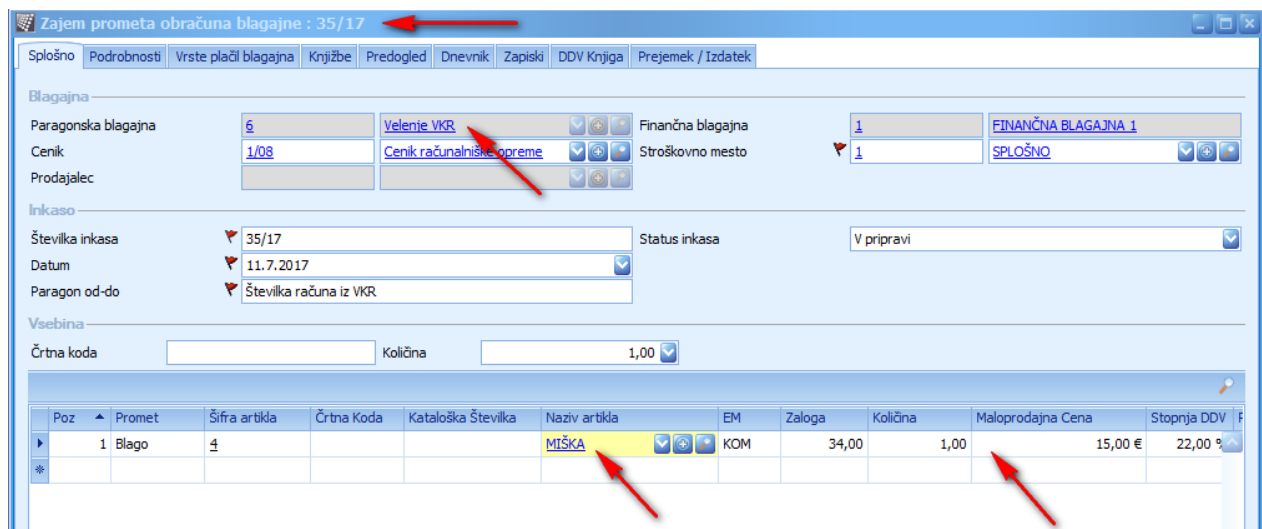 Zajem prometa obračuna blagajne : 35/17
Splošno Podrobnosti Vrste plačil blagajna Knjižbe Predogled Dnevnik Zapiski DDV Knjiga Prejemek / Izdatek
Blagajna
Paragonska blagajna 6 Velenje VKR Finančna blagajna 1 FINANČNA BLAGAJNA 1
Cenik 1/08 Cenik računalniške opreme Stroškovno mesto 1 SPLOŠNO
Prodajalec
Inkaso
Številka inkasa 35/17 Status inkasa V pripravi
Datum 11.7.2017
Paragon od-do Številka računa iz VKR
Vsebina
Črtna koda Količina 1,00
Poz Promet Šifra artikla Črtna Koda Kataloška Številka Naziv artikla EM Zaloga Količina Maloprodajna Cena Stopnja DDV
1 Blago 4 MIŠKA KOM 34,00 1,00 15,00 € 22,00 %